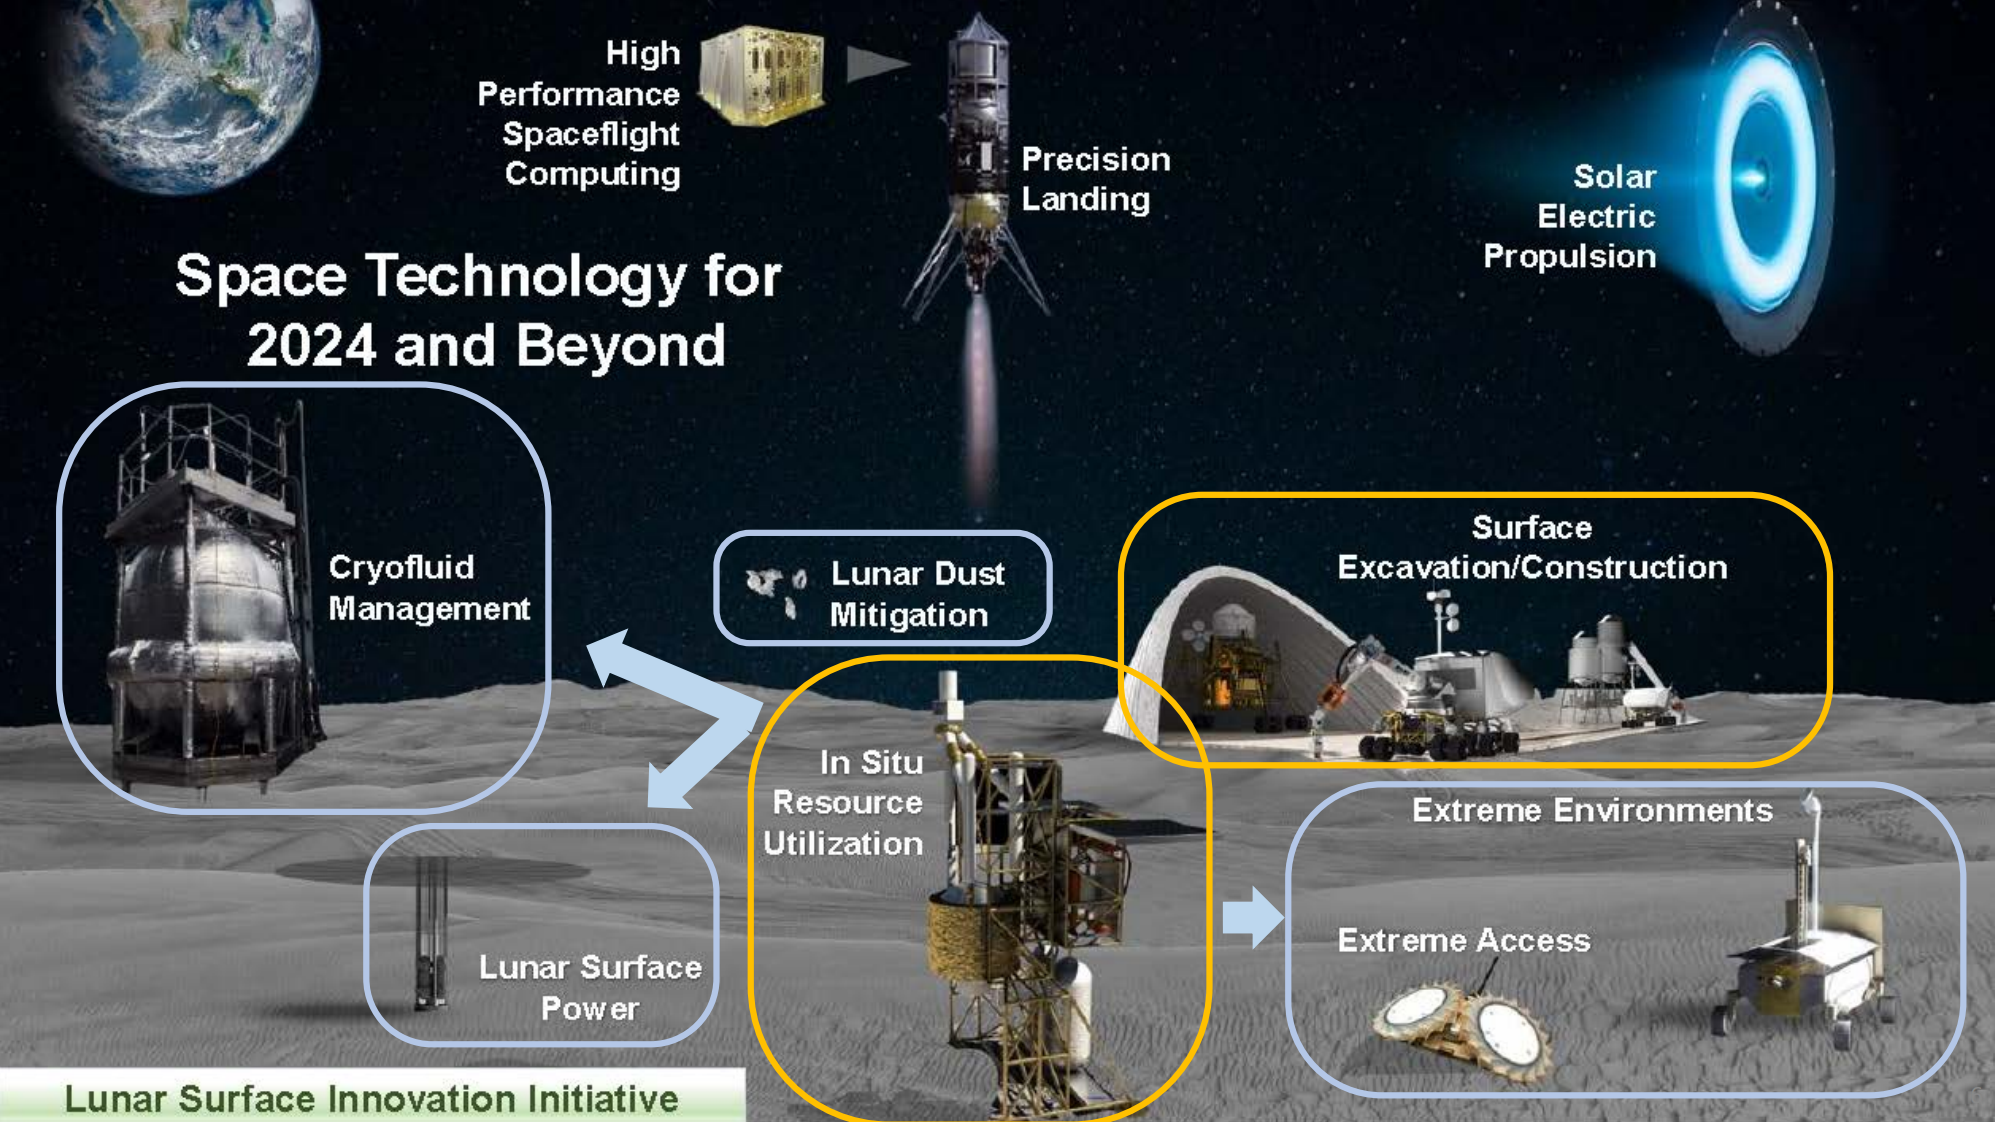 High
Performance
Spaceflight
Computing
Precision
Landing
Solar
Electric
Propulsion
Space Technology for
2024 and Beyond
Cryofluid
Management
Lunar Dust
Mitigation
Surface
Excavation/Construction
In Situ
Resource
Utilization
Extreme Environments
Extreme Access
Lunar Surface
Power
Lunar Surface Innovation Initiative